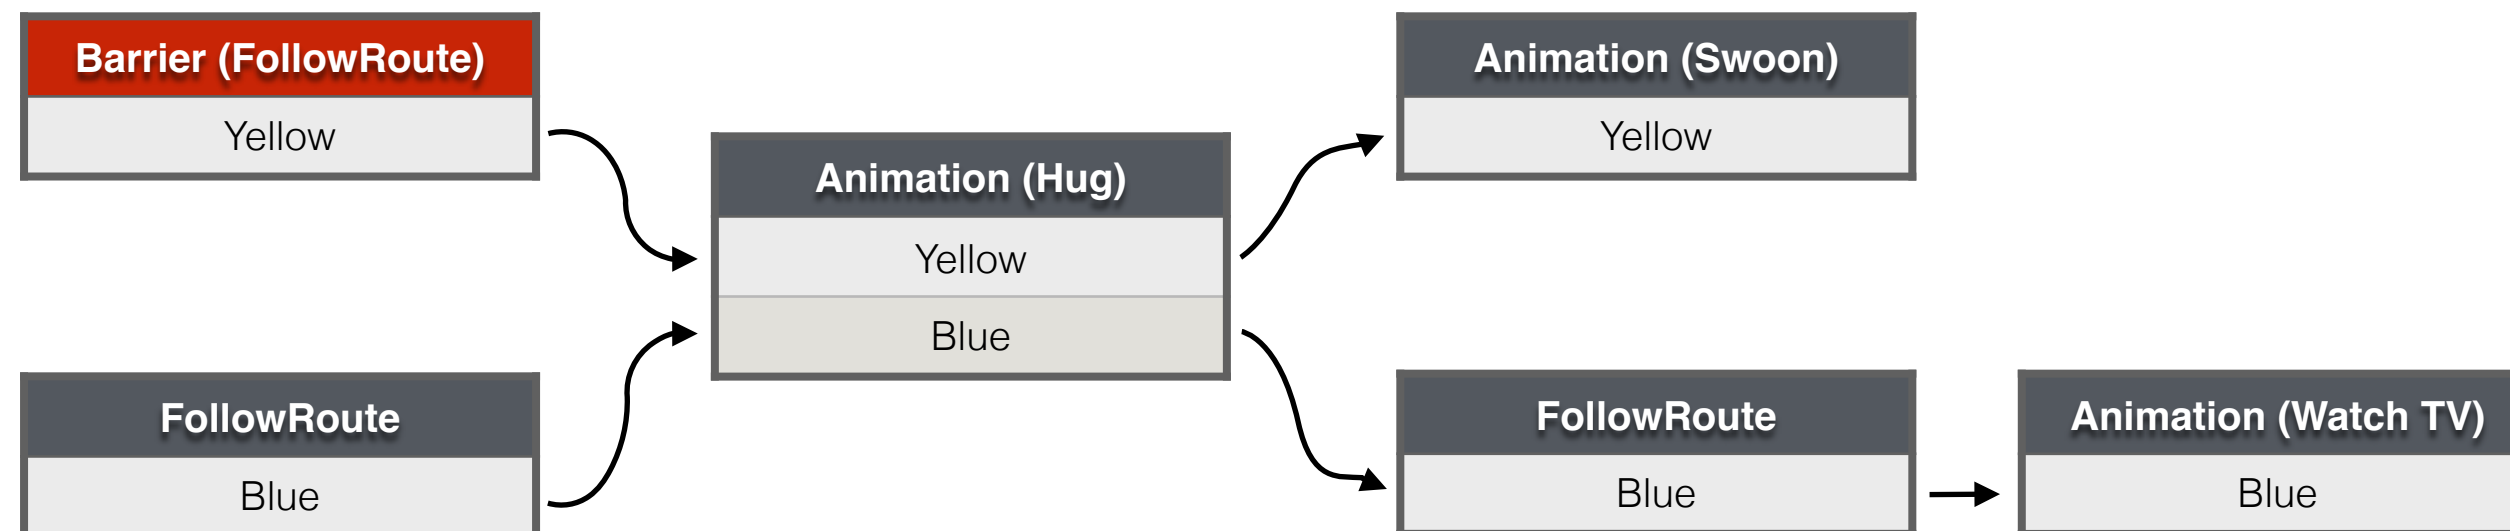 Barrier (FollowRoute)
Yellow
FollowRoute
Blue
Animation (Hug)
Yellow
Blue
Animation (Swoon)
Yellow
FollowRoute
Blue
Animation (Watch TV)
Blue